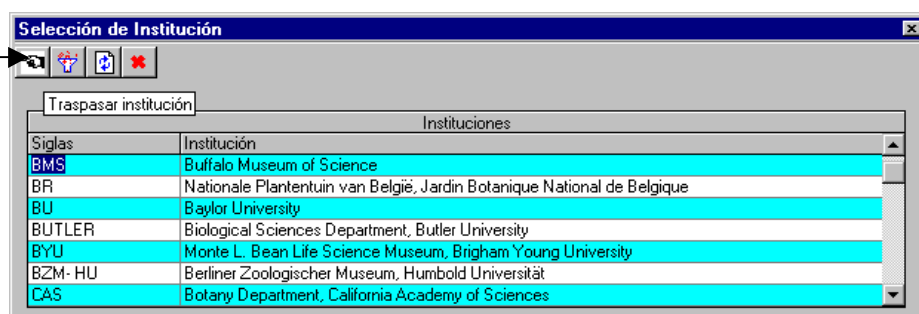 Selección de Institución
Traspasar institución
Instituciones
Siglas Institución
BMS Buffalo Museum of Science
BR Nationale Plantentuin van België, Jardin Botanique National de Belgique
BU Baylor University
BUTLER Biological Sciences Department, Butler University
BYU Monte L. Bean Life Science Museum, Brigham Young University
BZM- HU Berliner Zoologischer Museum, Humbold Universität
CAS Botany Department, California Academy of Sciences